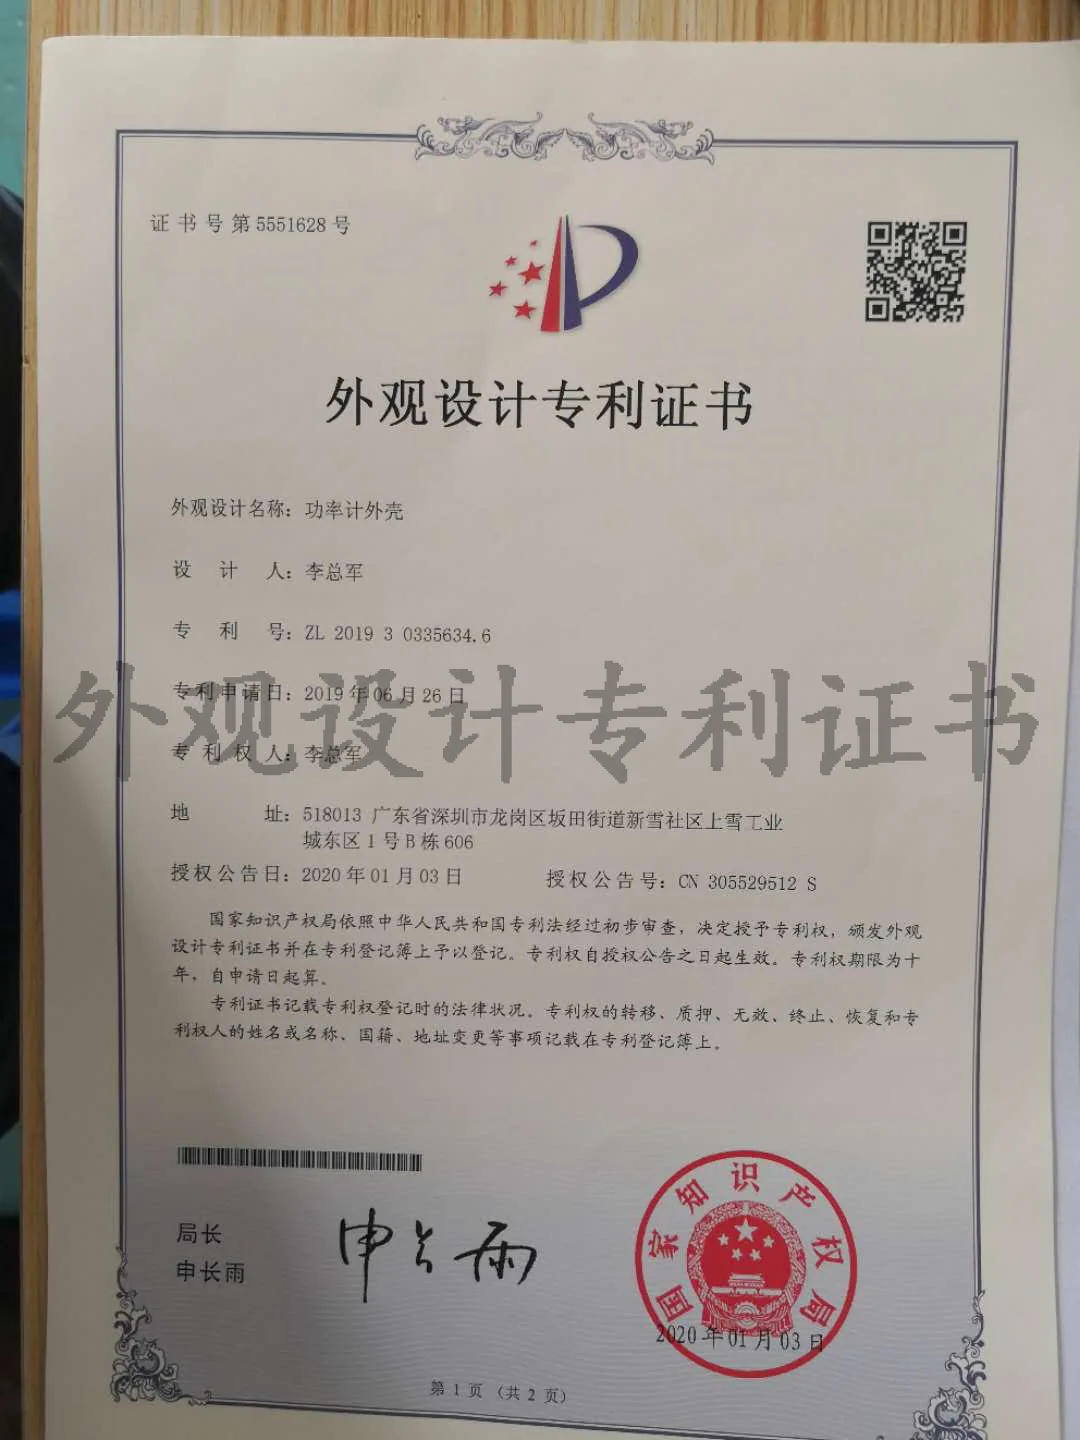 证书号第5551628号
外观设计专利证书
外观设计名称：功率计外壳
设计人：李总军
专利号：ZL 2019 3 0335634.6
专利申请日：2019年06月26日
外观设计专利证书
专利权人：李总军
地址：518013 广东省深圳市龙岗区坂田街道新雪社区上雪工业
城东区1号B栋606
授权公告日：2020年01月03日 授权公告号：CN 305529512 S
国家知识产权局依照中华人民共和国专利法经过初步审查，决定授予专利权，颁发外观
设计专利证书并在专利登记簿上予以登记。专利权自授权公告之日起生效。专利权期限为十
年，自申请日起算。
专利证书记载专利权登记时的法律状况。专利权的转移、质押、无效、终止、恢复和专
利权人的姓名或名称、国籍、地址变更等事项记载在专利登记簿上。
局长
申长雨
申长雨
国家知识产权局
2020年01月03日
第1页（共2页）